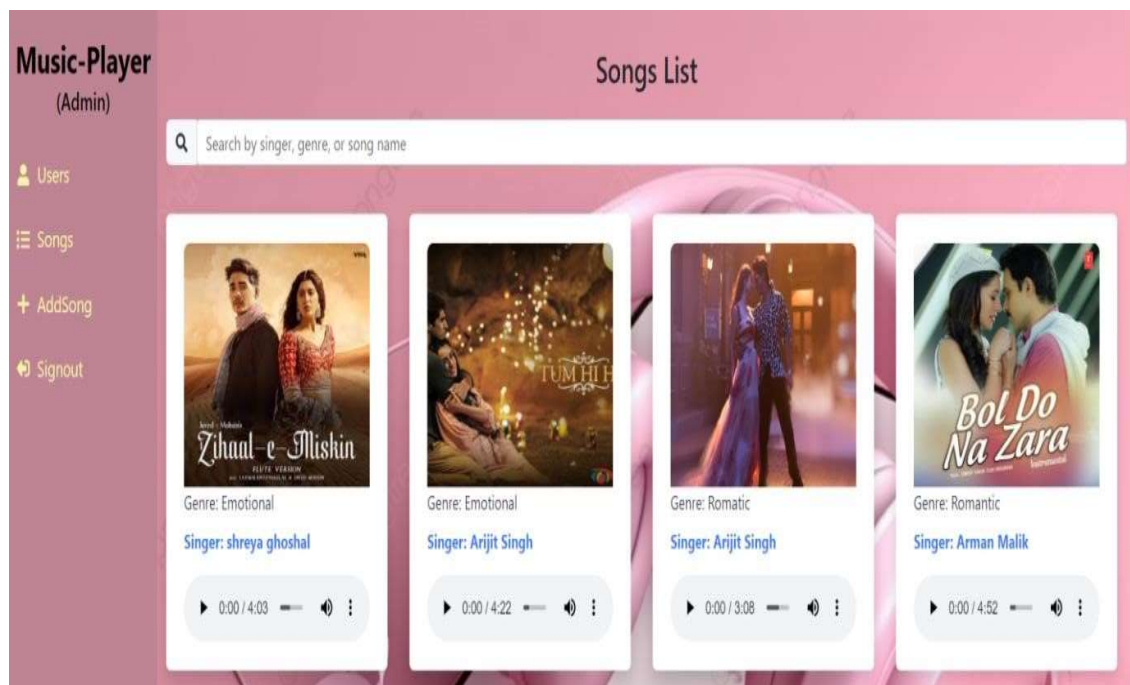 Music-Player
(Admin)
Users
Songs
AddSong
Signout
Songs List
Search by singer, genre, or song name
Zihaal-e-Miskin
FLUTE VERSION
Genre: Emotional
Singer: shreya ghoshal
0:00 / 4:03
TUM HI H
Genre: Emotional
Singer: Arijit Singh
0:00 / 4:22
Genre: Romatic
Singer: Arijit Singh
0:00 / 3:08
Bol Do
Na Zara
Instrumental
Genre: Romantic
Singer: Arman Malik
0:00 / 4:52